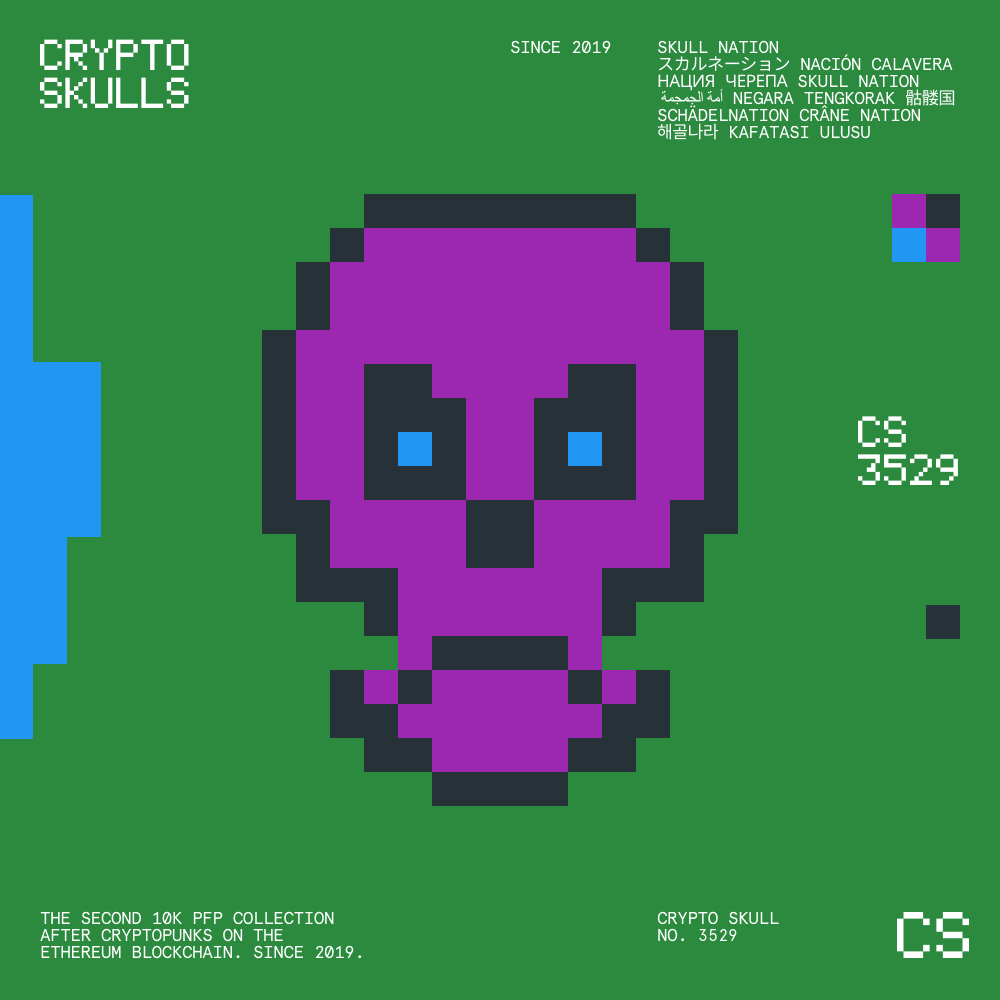 CRYPTO
SKULLS
SINCE 2019
SKULL NATION
スカルネーション NACIÓN CALAVERA
НАЦИЯ ЧЕРЕПА SKULL NATION
أمة الجمجمة NEGARA TENGKORAK 骷髅国
SCHÄDELNATION CRÂNE NATION
해골나라 KAFATASI ULUSU
CS
3529
THE SECOND 10K PFP COLLECTION
AFTER CRYPTOPUNKS ON THE
ETHEREUM BLOCKCHAIN. SINCE 2019.
CRYPTO SKULL
NO. 3529
CS